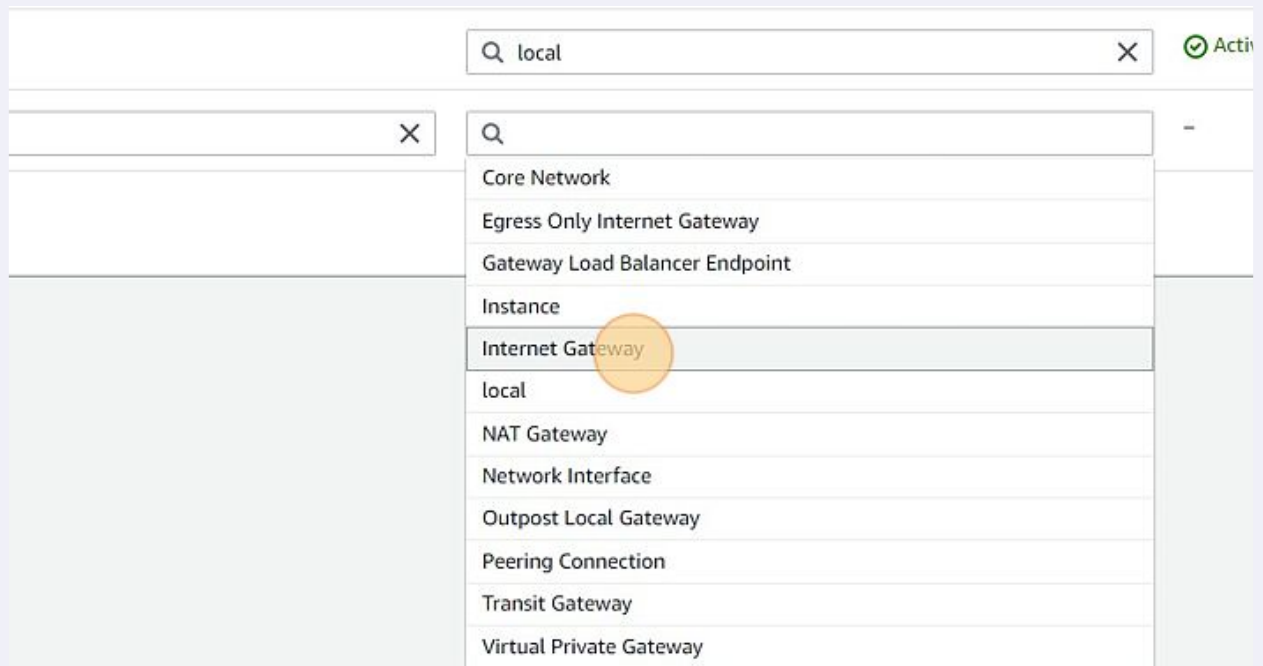 local
Activ
-
Core Network
Egress Only Internet Gateway
Gateway Load Balancer Endpoint
Instance
Internet Gateway
local
NAT Gateway
Network Interface
Outpost Local Gateway
Peering Connection
Transit Gateway
Virtual Private Gateway